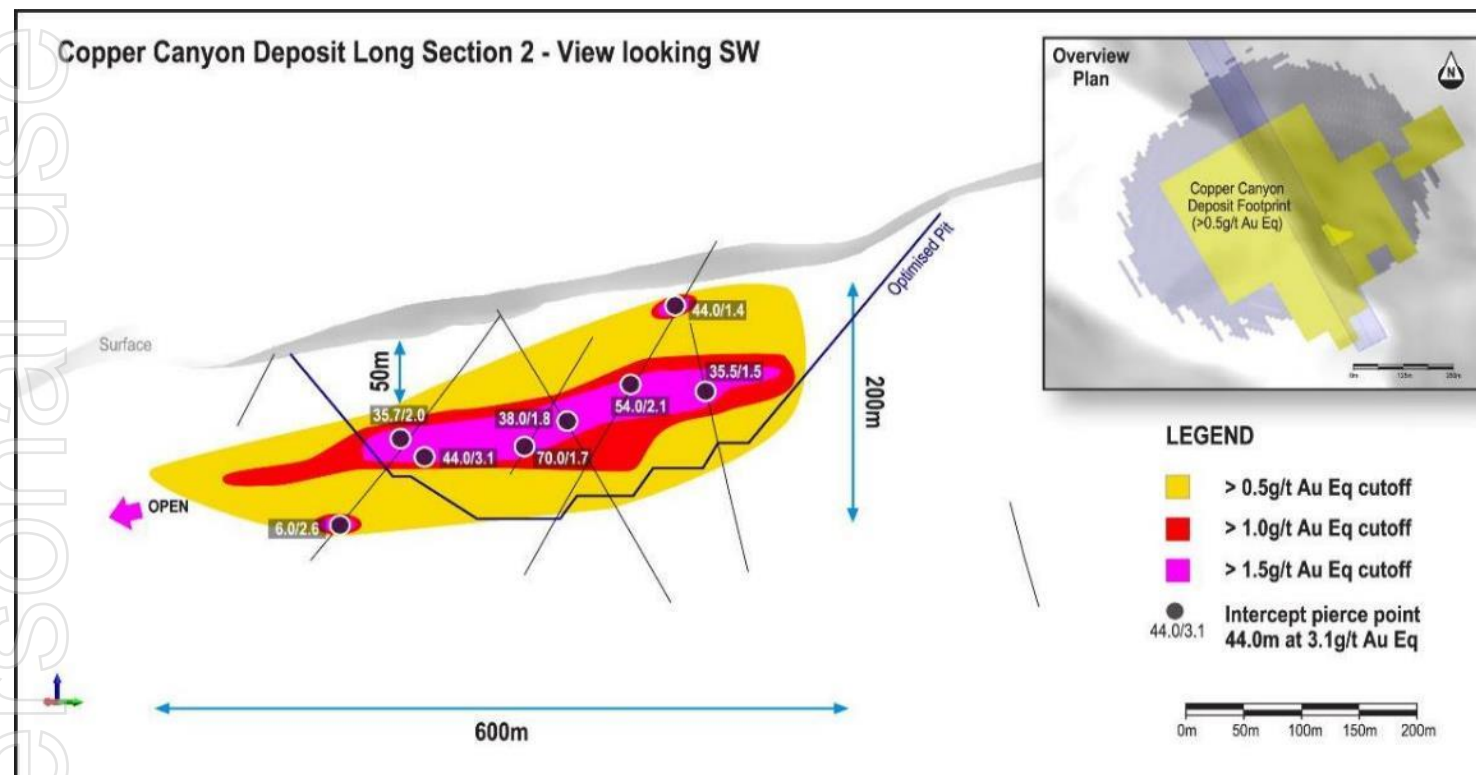 Copper Canyon Deposit Long Section 2 - View looking SW
Overview
Plan
N
Copper Canyon
Deposit Footprint
(>0.5g/t Au Eq)
Surface
Optimised Pit
50m
200m
44.0/1.4
35.5/1.5
54.0/2.1
38.0/1.8
35.7/2.0
44.0/3.1
70.0/1.7
OPEN
6.0/2.6
600m
LEGEND
> 0.5g/t Au Eq cutoff
> 1.0g/t Au Eq cutoff
> 1.5g/t Au Eq cutoff
44.0/3.1
Intercept pierce point
44.0m at 3.1g/t Au Eq
0m 50m 100m 150m 200m
ersonal use